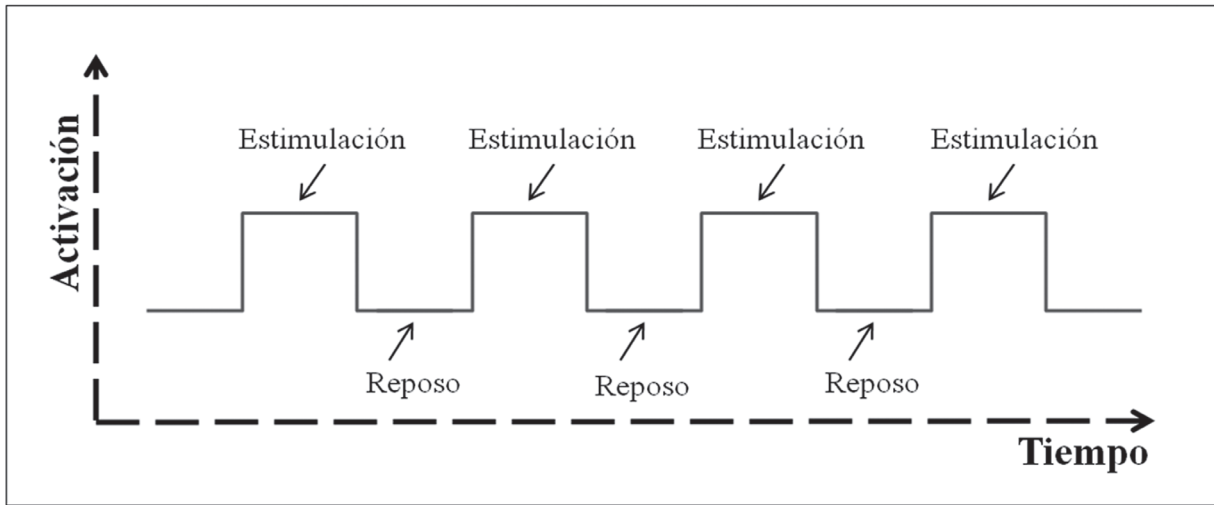 Activación
Estimulación
Estimulación
Estimulación
Estimulación
Reposo
Reposo
Reposo
Tiempo